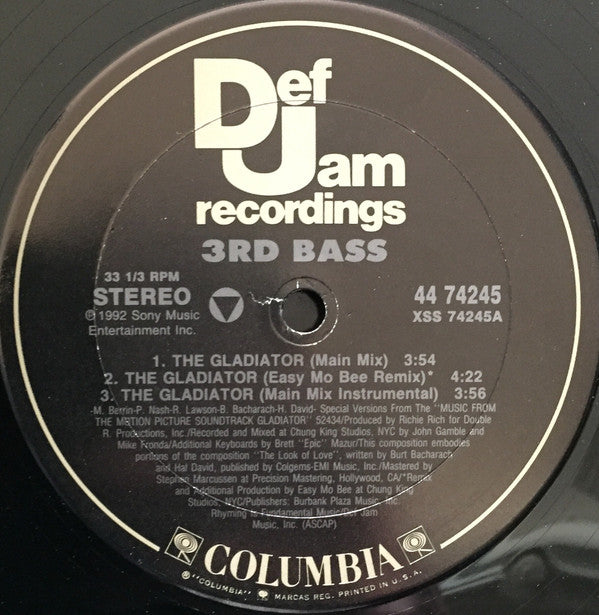 Def
Jam
recordings
3RD BASS
33 1/3 RPM
STEREO
℗ 1992 Sony Music
Entertainment Inc.
44 74245
XSS 74245A
1. THE GLADIATOR (Main Mix) 3:54
2. THE GLADIATOR (Easy Mo Bee Remix)* 4:22
3. THE GLADIATOR (Main Mix Instrumental) 3:56
-M. Berrin-P. Nash-R. Lawson-B. Bacharach-H. David- Special Versions From The "MUSIC FROM
THE MOTION PICTURE SOUNDTRACK GLADIATOR" 52434/Produced by Richie Rich for Double
R. Productions, Inc./Recorded and Mixed at Chung King Studios, NYC by John Gamble and
Mike Fronda/Additional Keyboards by Brett "Epic" Mazur/This composition embodies
portions of the composition "The Look of Love", written by Burt Bacharach
and Hal David, published by Colgems-EMI Music, Inc./Mastered by
Stephen Marcussen at Precision Mastering, Hollywood, CA/*Remix
and Additional Production by Easy Mo Bee at Chung King
Studios, NYC/Publishers: Burbank Plaza Music, Inc.
Rhyming Is Fundamental Music/Def Jam
Music, Inc. (ASCAP)
COLUMBIA
® "COLUMBIA" MARCAS REG. PRINTED IN U.S.A.